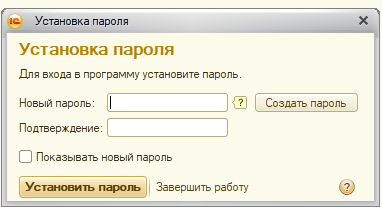 1С Установка пароля
Установка пароля
Для входа в программу установите пароль.
Новый пароль: ? Создать пароль
Подтверждение:
Показывать новый пароль
Установить пароль Завершить работу ?